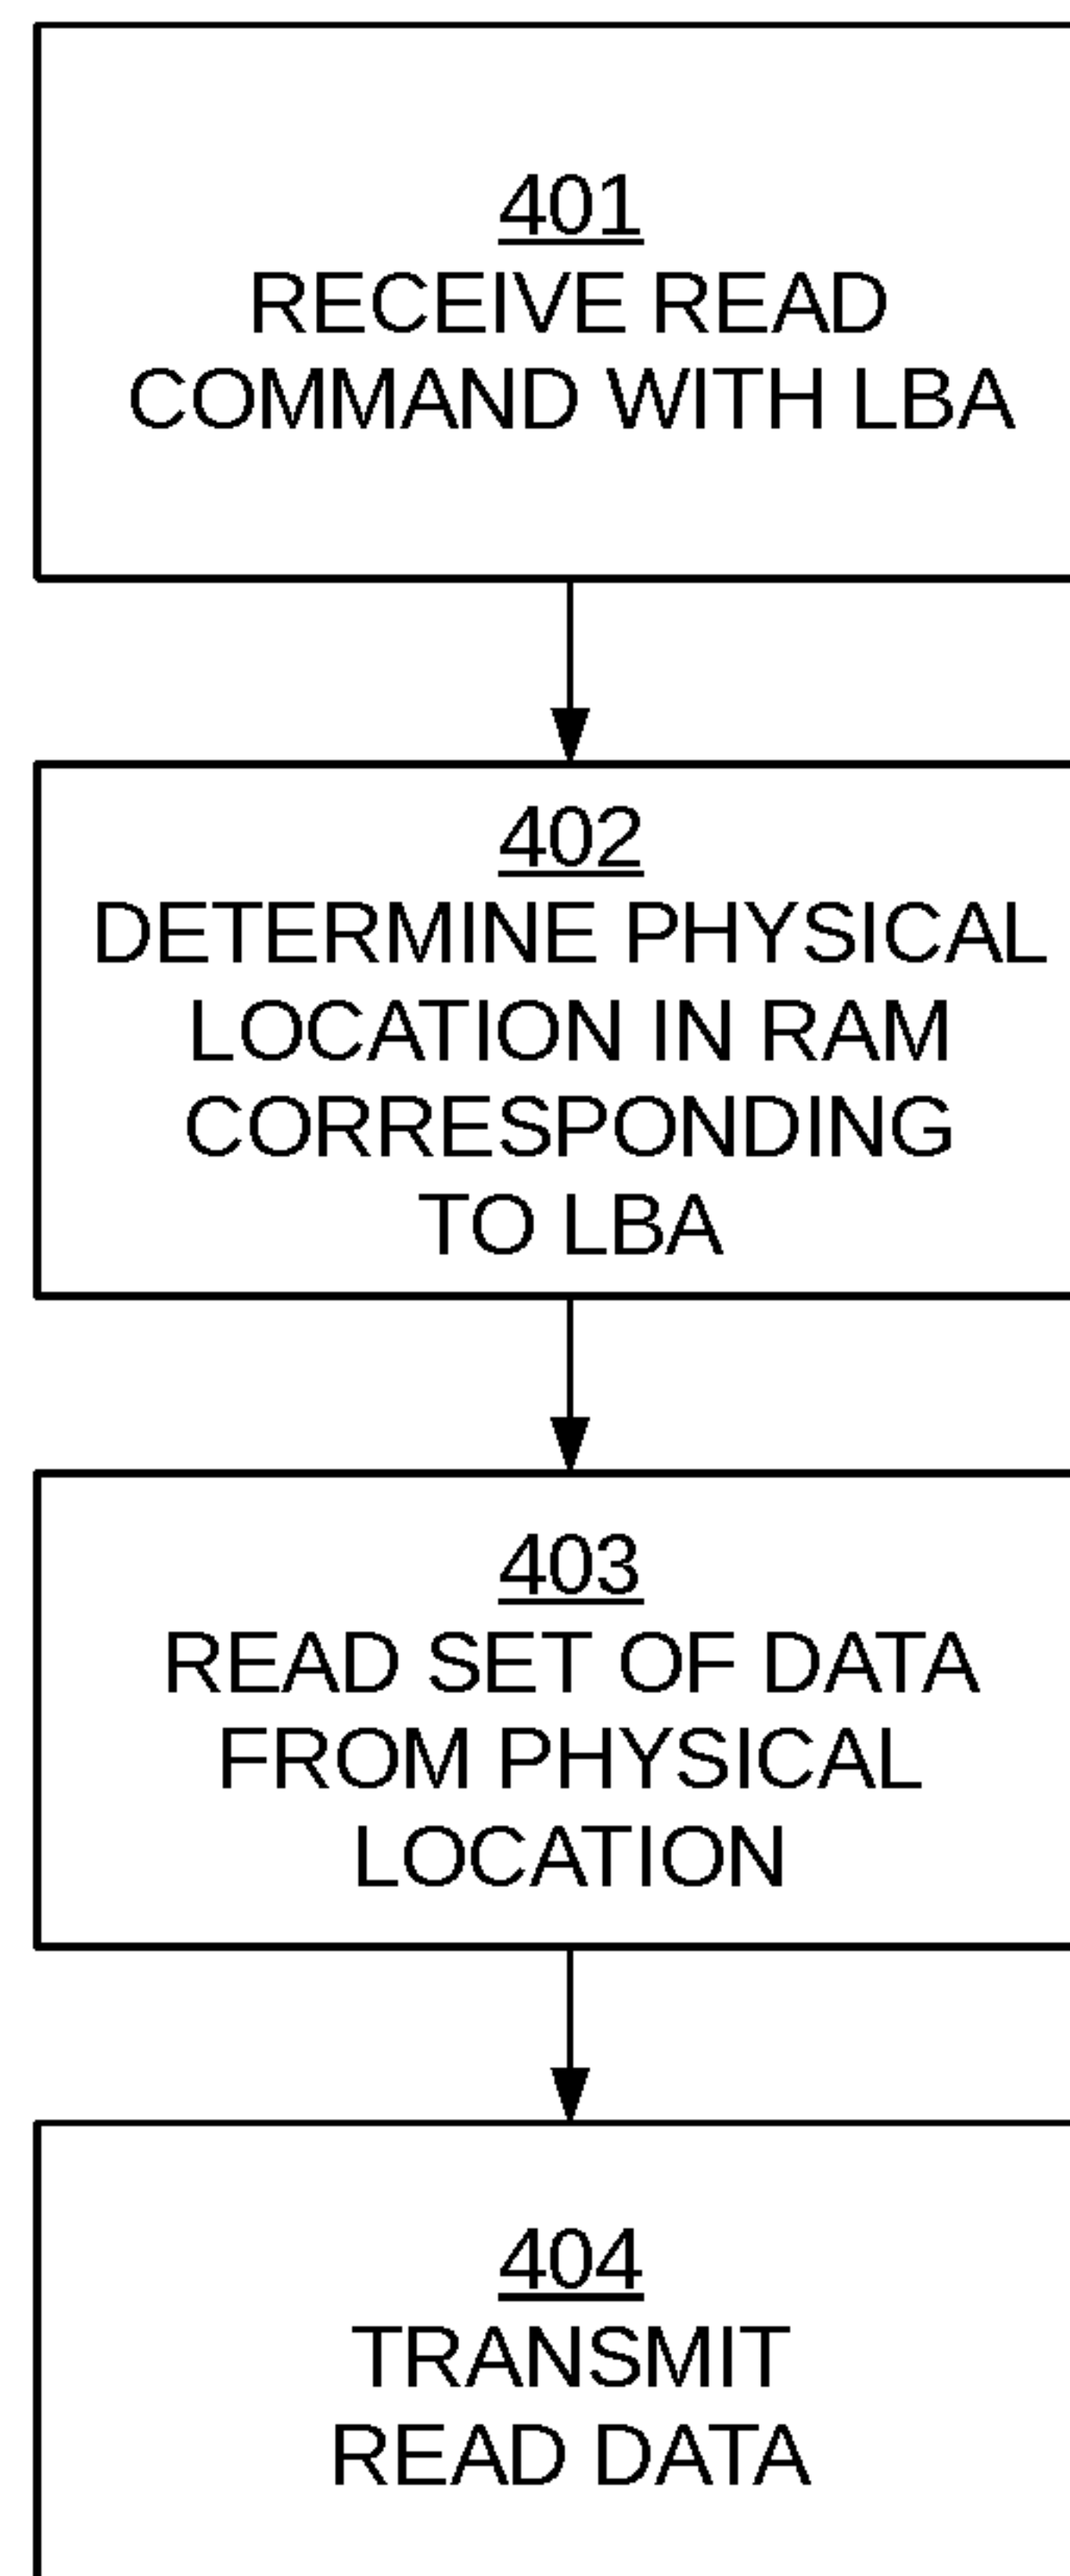 401
RECEIVE READ
COMMAND WITH LBA
402
DETERMINE PHYSICAL
LOCATION IN RAM
CORRESPONDING
TO LBA
403
READ SET OF DATA
FROM PHYSICAL
LOCATION
404
TRANSMIT
READ DATA